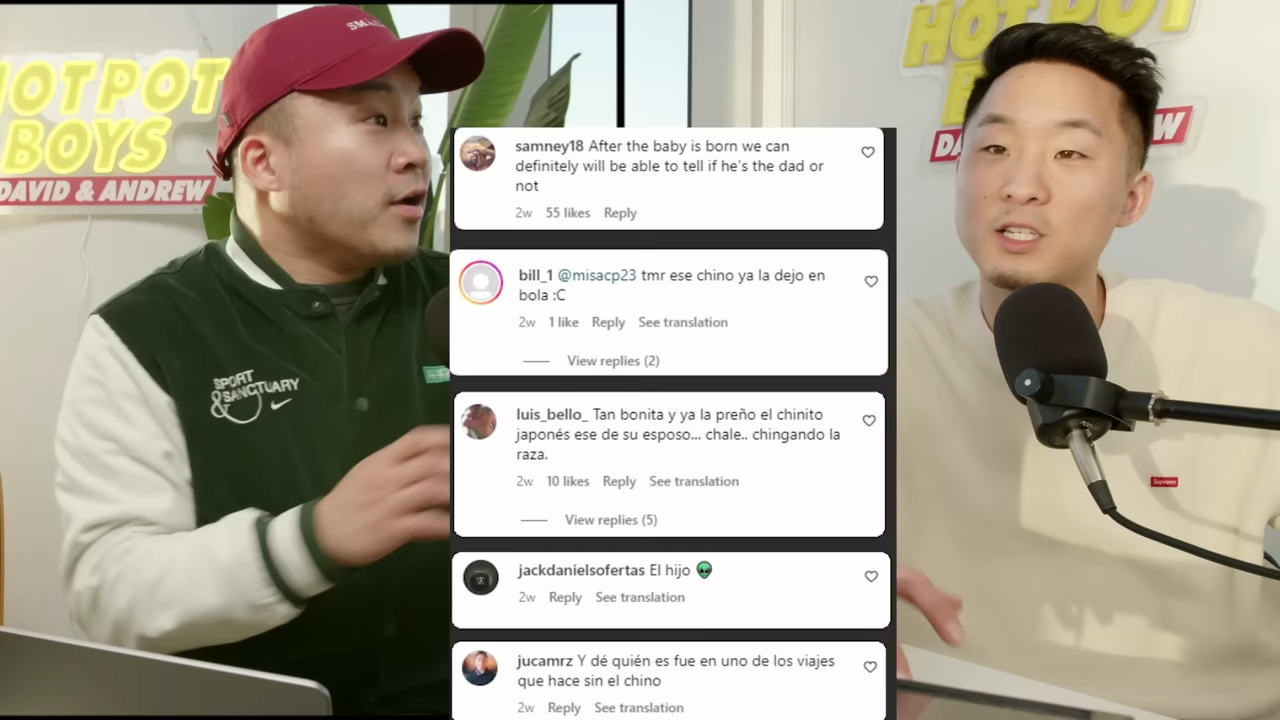 SMA
HOT POT
BOYS
DAVID & ANDREW
SPORT
& SANCTUARY
samney18 After the baby is born we can
definitely will be able to tell if he's the dad or
not
2w 55 likes Reply
bill_1 @misacp23 tmr ese chino ya la dejo en
bola :C
2w 1 like Reply See translation
View replies (2)
luis_bello_ Tan bonita y ya la preño el chinito
japonés ese de su esposo... chale.. chingando la
raza.
2w 10 likes Reply See translation
View replies (5)
jackdanielsofertas El hijo 👽
2w Reply See translation
jucamrz Y dé quién es fue en uno de los viajes
que hace sin el chino
2w Reply See translation
HOT POT
B
DA W
Supreme